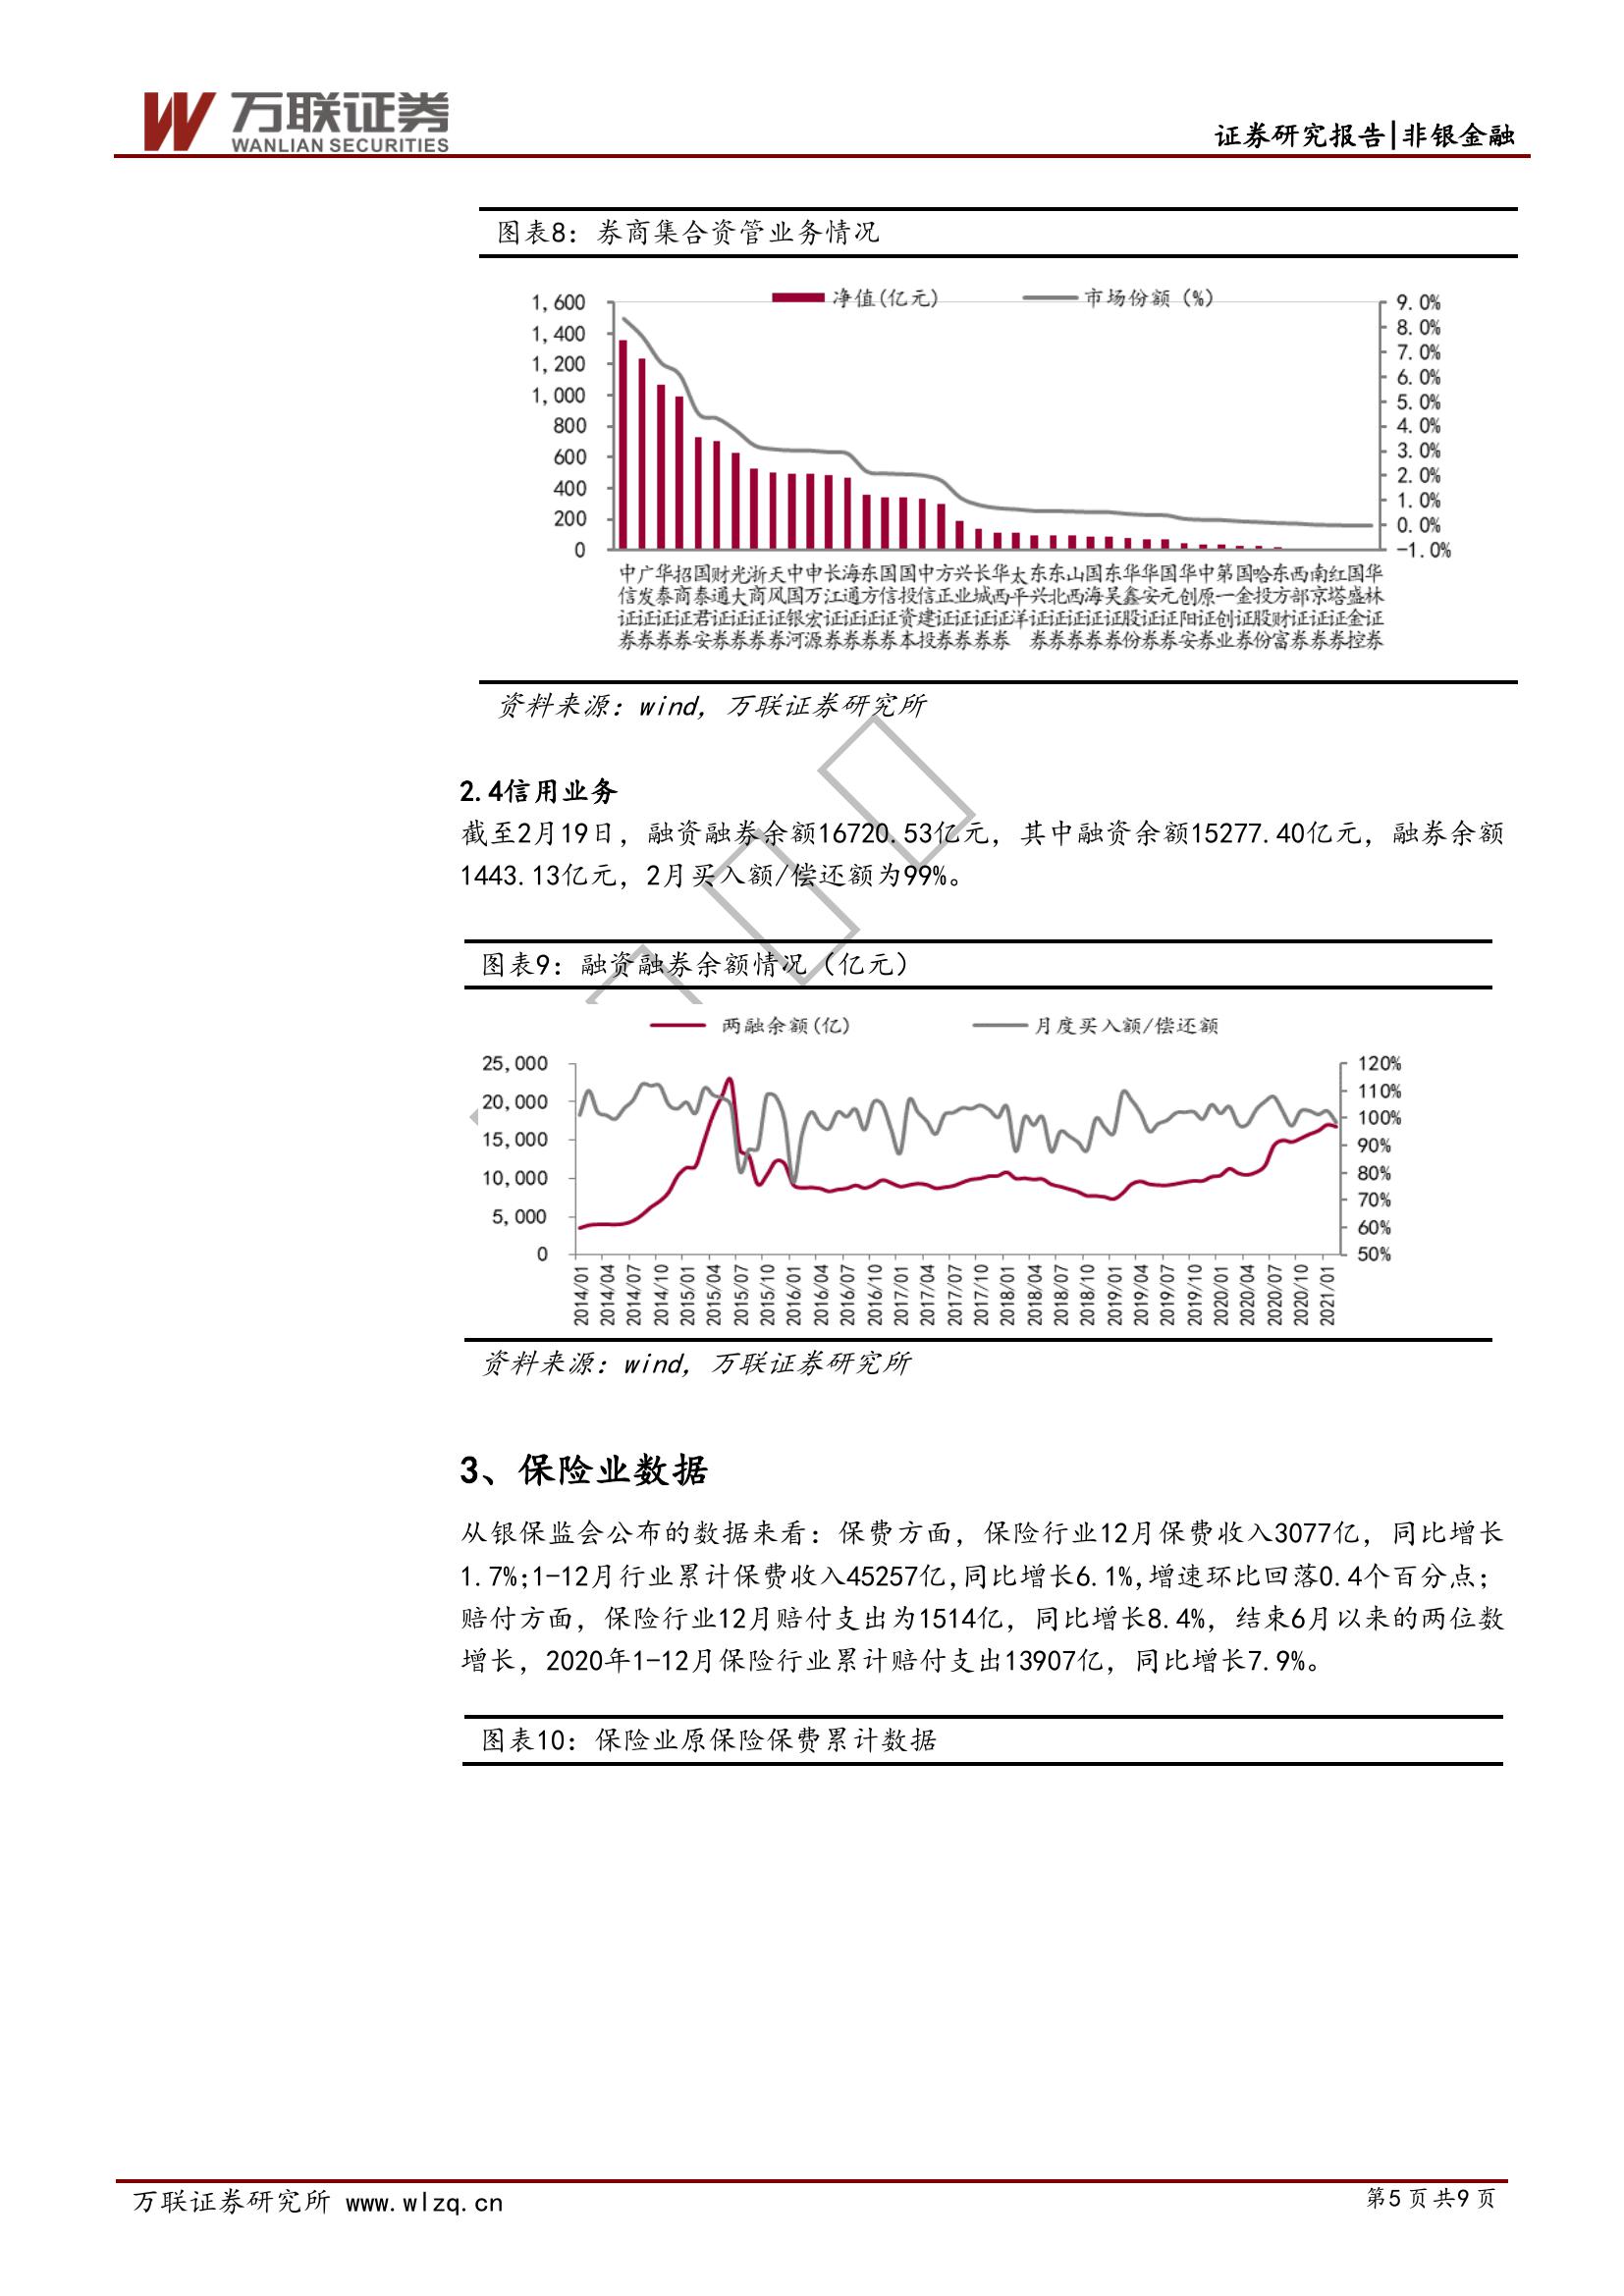 万联证券
WANLIAN SECURITIES
证券研究报告|非银金融
图表8：券商集合资管业务情况
净值(亿元) 市场份额（%）
1,600 9.0%
1,400 8.0%
7.0%
1,200 6.0%
1,000 5.0%
800 4.0%
600 3.0%
400 2.0%
1.0%
200 0.0%
0 -1.0%
中广华招国财光浙天中申长海东国国中方兴长华太东东山国东华华国华中第国哈东西南红国华
信发泰商泰通大商风国万江通方信投信正业城西平兴北西海吴鑫安元创原一金投方部京塔盛林
证证证证君证证证证银宏证证证证资建证证证证洋证证证证证股证证阳证创证股财证证证金证
券券券券安券券券券河源券券券券本投券券券券 券券券券券份券券安券业券份富券券券控券
资料来源：wind，万联证券研究所
2.4信用业务
截至2月19日，融资融券余额16720.53亿元，其中融资余额15277.40亿元，融券余额
1443.13亿元，2月买入额/偿还额为99%。
图表9：融资融券余额情况（亿元）
两融余额(亿) 月度买入额/偿还额
25,000 120%
110%
20,000 100%
15,000 90%
10,000 80%
70%
5,000 60%
0 50%
2014/01 2014/04 2014/07 2014/10 2015/01 2015/04 2015/07 2015/10 2016/01 2016/04 2016/07 2016/10 2017/01 2017/04 2017/07 2017/10 2018/01 2018/04 2018/07 2018/10 2019/01 2019/04 2019/07 2019/10 2020/01 2020/04 2020/07 2020/10 2021/01
资料来源：wind，万联证券研究所
3、保险业数据
从银保监会公布的数据来看：保费方面，保险行业12月保费收入3077亿，同比增长
1.7%;1-12月行业累计保费收入45257亿,同比增长6.1%,增速环比回落0.4个百分点；
赔付方面，保险行业12月赔付支出为1514亿，同比增长8.4%，结束6月以来的两位数
增长，2020年1-12月保险行业累计赔付支出13907亿，同比增长7.9%。
图表10：保险业原保险保费累计数据
万联证券研究所 www.wlzq.cn
第5页共9页